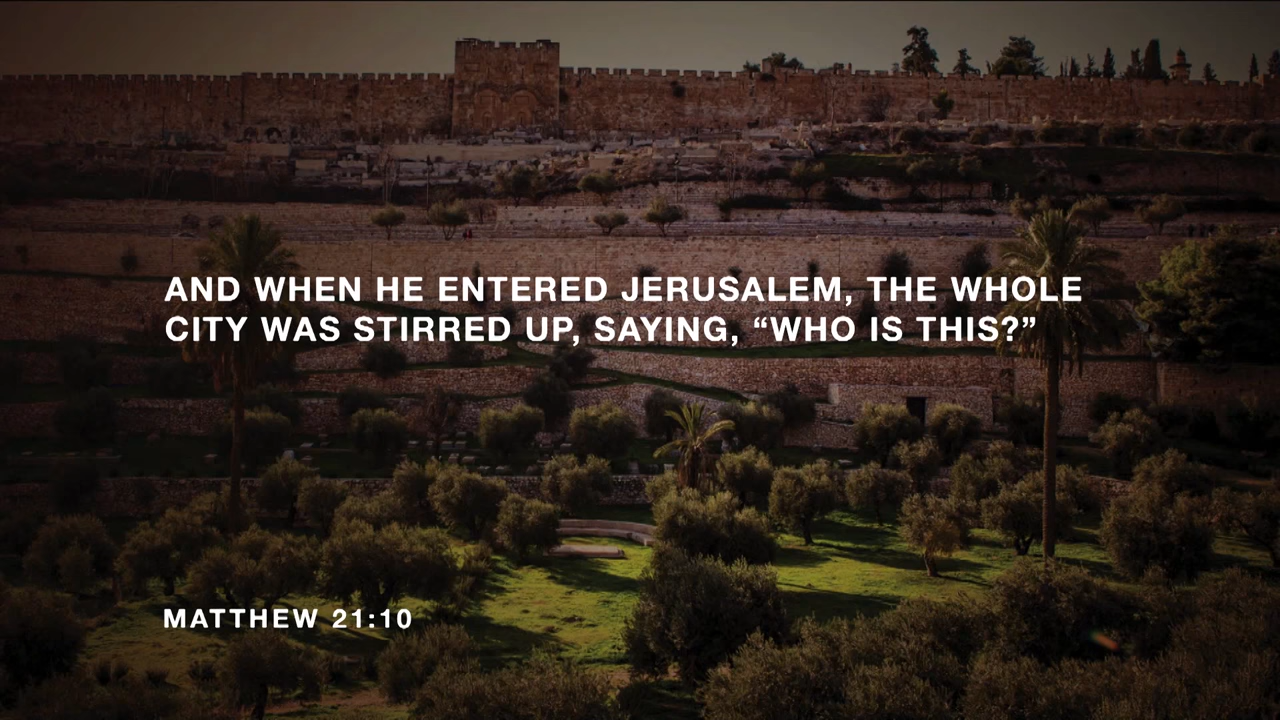 AND WHEN HE ENTERED JERUSALEM, THE WHOLE
CITY WAS STIRRED UP, SAYING, “WHO IS THIS?”
MATTHEW 21:10